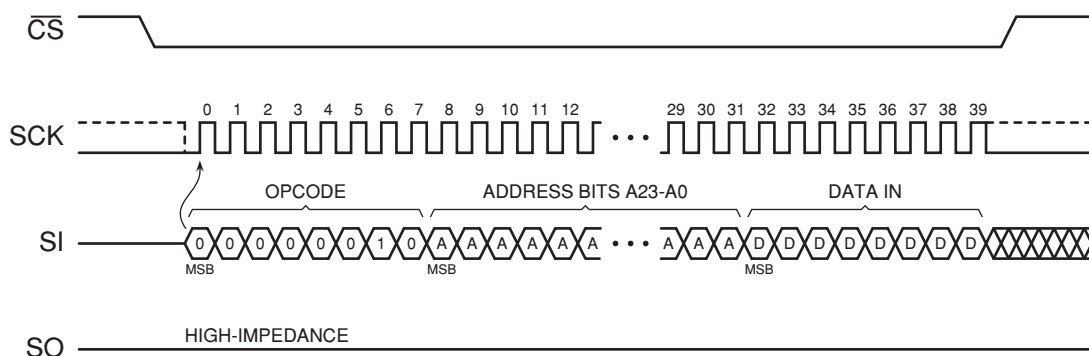 CS
SCK
0 1 2 3 4 5 6 7 8 9 10 11 12 29 30 31 32 33 34 35 36 37 38 39
OPCODE ADDRESS BITS A23-A0 DATA IN
SI
0 0 0 0 0 0 1 0 A A A A A A A A A D D D D D D D D
MSB MSB MSB
HIGH-IMPEDANCE
SO